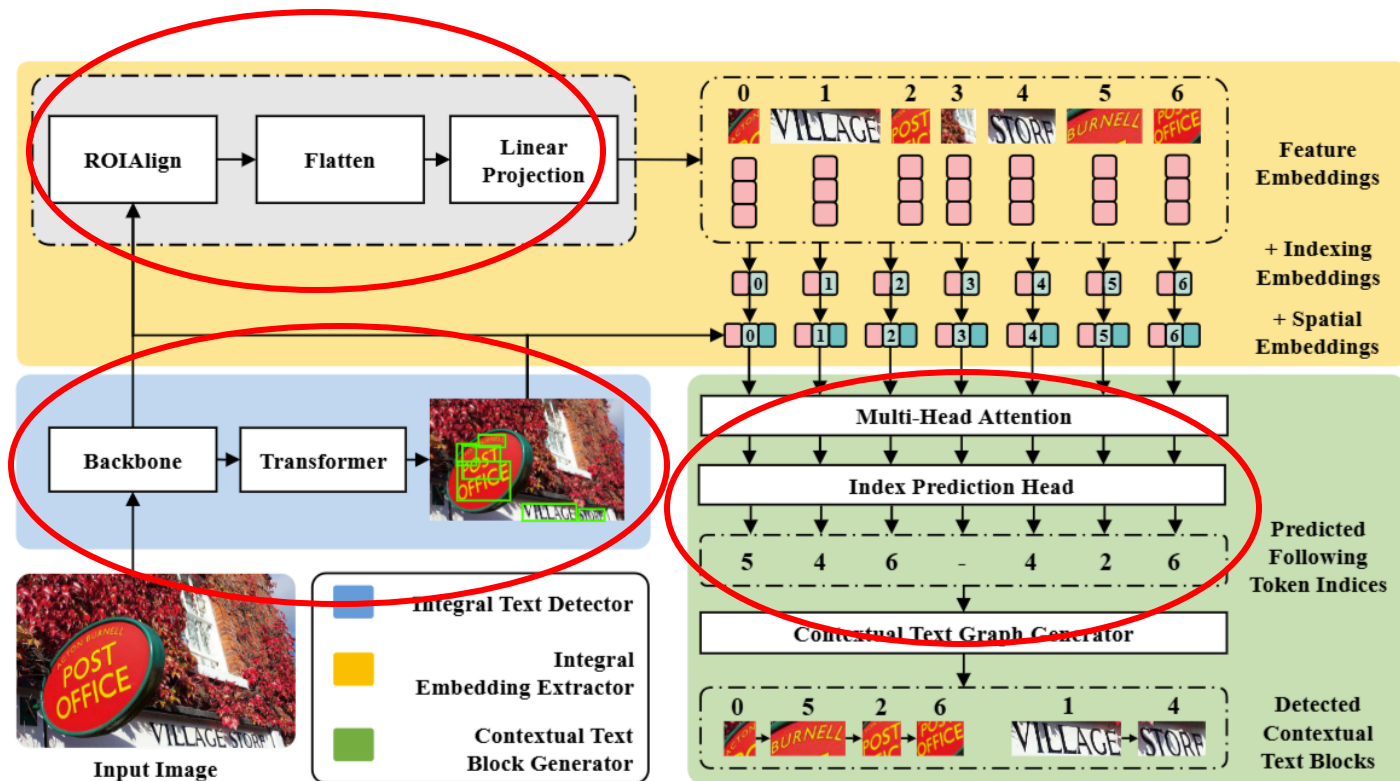 ROIAlign
Flatten
Linear
Projection
0 1 2 3 4 5 6
VILLAGE POST STORE BURNELL POST
OFFICE
Feature
Embeddings
+ Indexing
Embeddings
0 1 2 3 4 5 6
+ Spatial
Embeddings
0 1 2 3 4 5 6
Backbone
Transformer
POST
OFFICE
VILLAGE STORE
Multi-Head Attention
Index Prediction Head
5 4 6 - 4 2 6
Predicted
Following
Token Indices
Contextual Text Graph Generator
0 5 2 6 1 4
BURNELL POST POST
OFFICE
VILLAGE STORE
Detected
Contextual
Text Blocks
ACTON BURNELL
POST
OFFICE
VILLAGE STORE
Input Image
Integral Text Detector
Integral
Embedding Extractor
Contextual Text
Block Generator